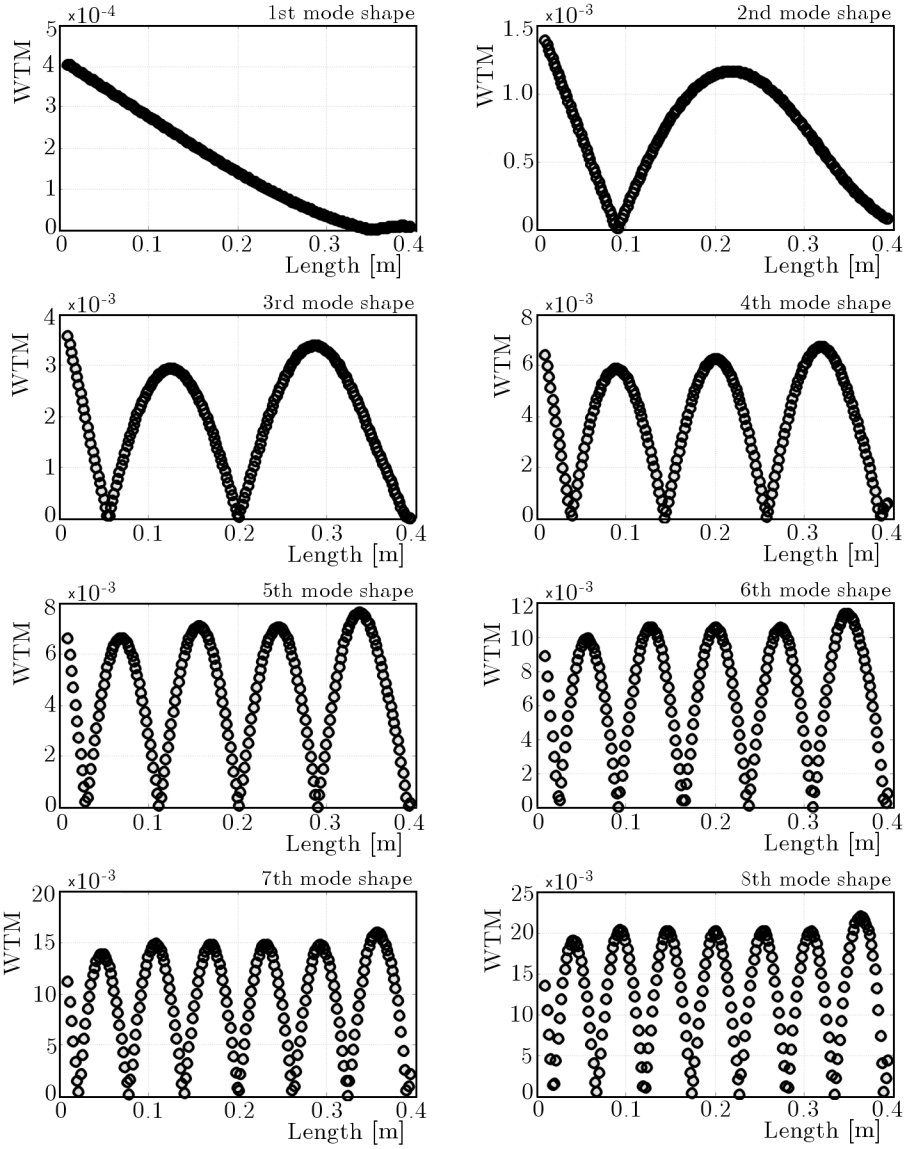 ×10⁻⁴ 1st mode shape
WTM
5
4
3
4
1
0
0 0.1 0.2 0.3 0.4
Length [m]
×10⁻³ 2nd mode shape
WTM
1.5
1.0
0.5
0
0 0.1 0.2 0.3 0.4
Length [m]
×10⁻³ 3rd mode shape
WTM
4
3
2
1
0
0 0.1 0.2 0.3 0.4
Length [m]
×10⁻³ 4th mode shape
WTM
8
6
4
2
0
0 0.1 0.2 0.3 0.4
Length [m]
×10⁻³ 5th mode shape
WTM
8
6
4
2
0
0 0.1 0.2 0.3 0.4
Length [m]
×10⁻³ 6th mode shape
WTM
12
10
8
6
4
2
0
0 0.1 0.2 0.3 0.4
Length [m]
×10⁻³ 7th mode shape
WTM
20
15
10
5
0
0 0.1 0.2 0.3 0.4
Length [m]
×10⁻³ 8th mode shape
WTM
25
20
15
10
5
0
0 0.1 0.2 0.3 0.4
Length [m]